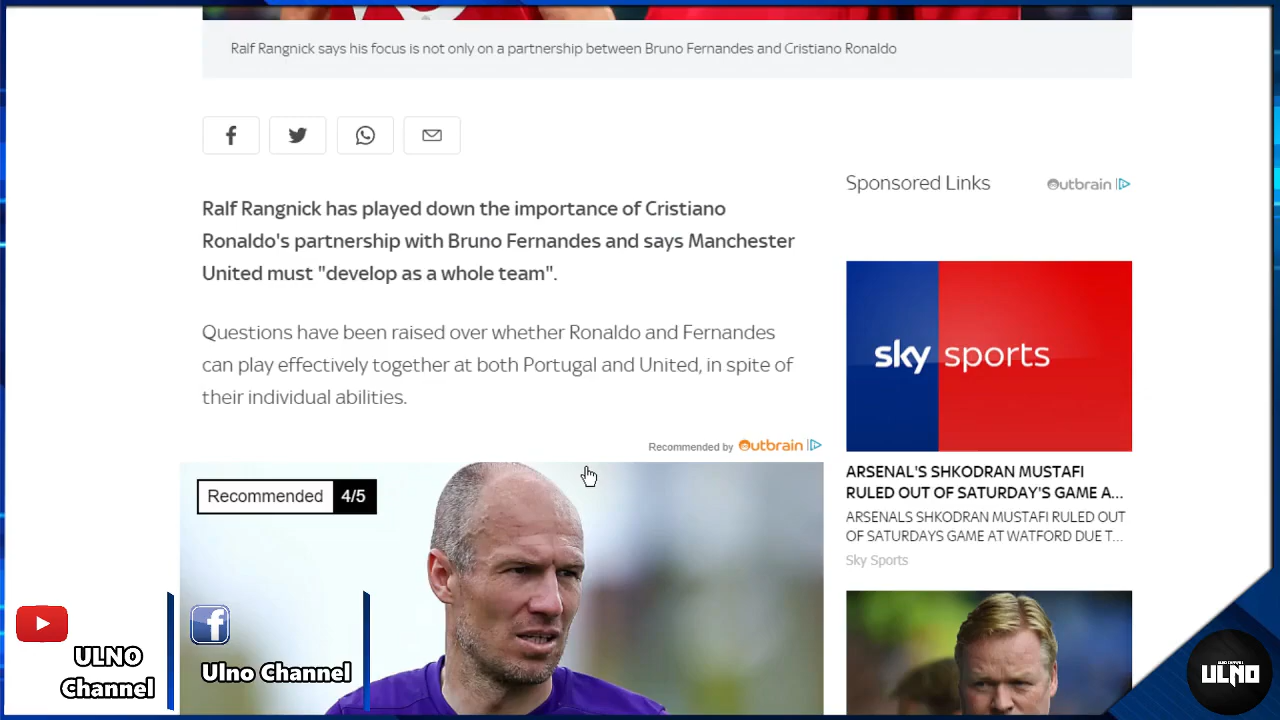 Ralf Rangnick says his focus is not only on a partnership between Bruno Fernandes and Cristiano Ronaldo
Ralf Rangnick has played down the importance of Cristiano
Ronaldo's partnership with Bruno Fernandes and says Manchester
United must "develop as a whole team".
Questions have been raised over whether Ronaldo and Fernandes
can play effectively together at both Portugal and United, in spite of
their individual abilities.
Recommended by Outbrain
Recommended 4/5
Sponsored Links
Outbrain
sky sports
ARSENAL'S SHKODRAN MUSTAFI
RULED OUT OF SATURDAY'S GAME A...
ARSENALS SHKODRAN MUSTAFI RULED OUT
OF SATURDAYS GAME AT WATFORD DUE T...
Sky Sports
ULNO
Channel
Ulno Channel
ULNO